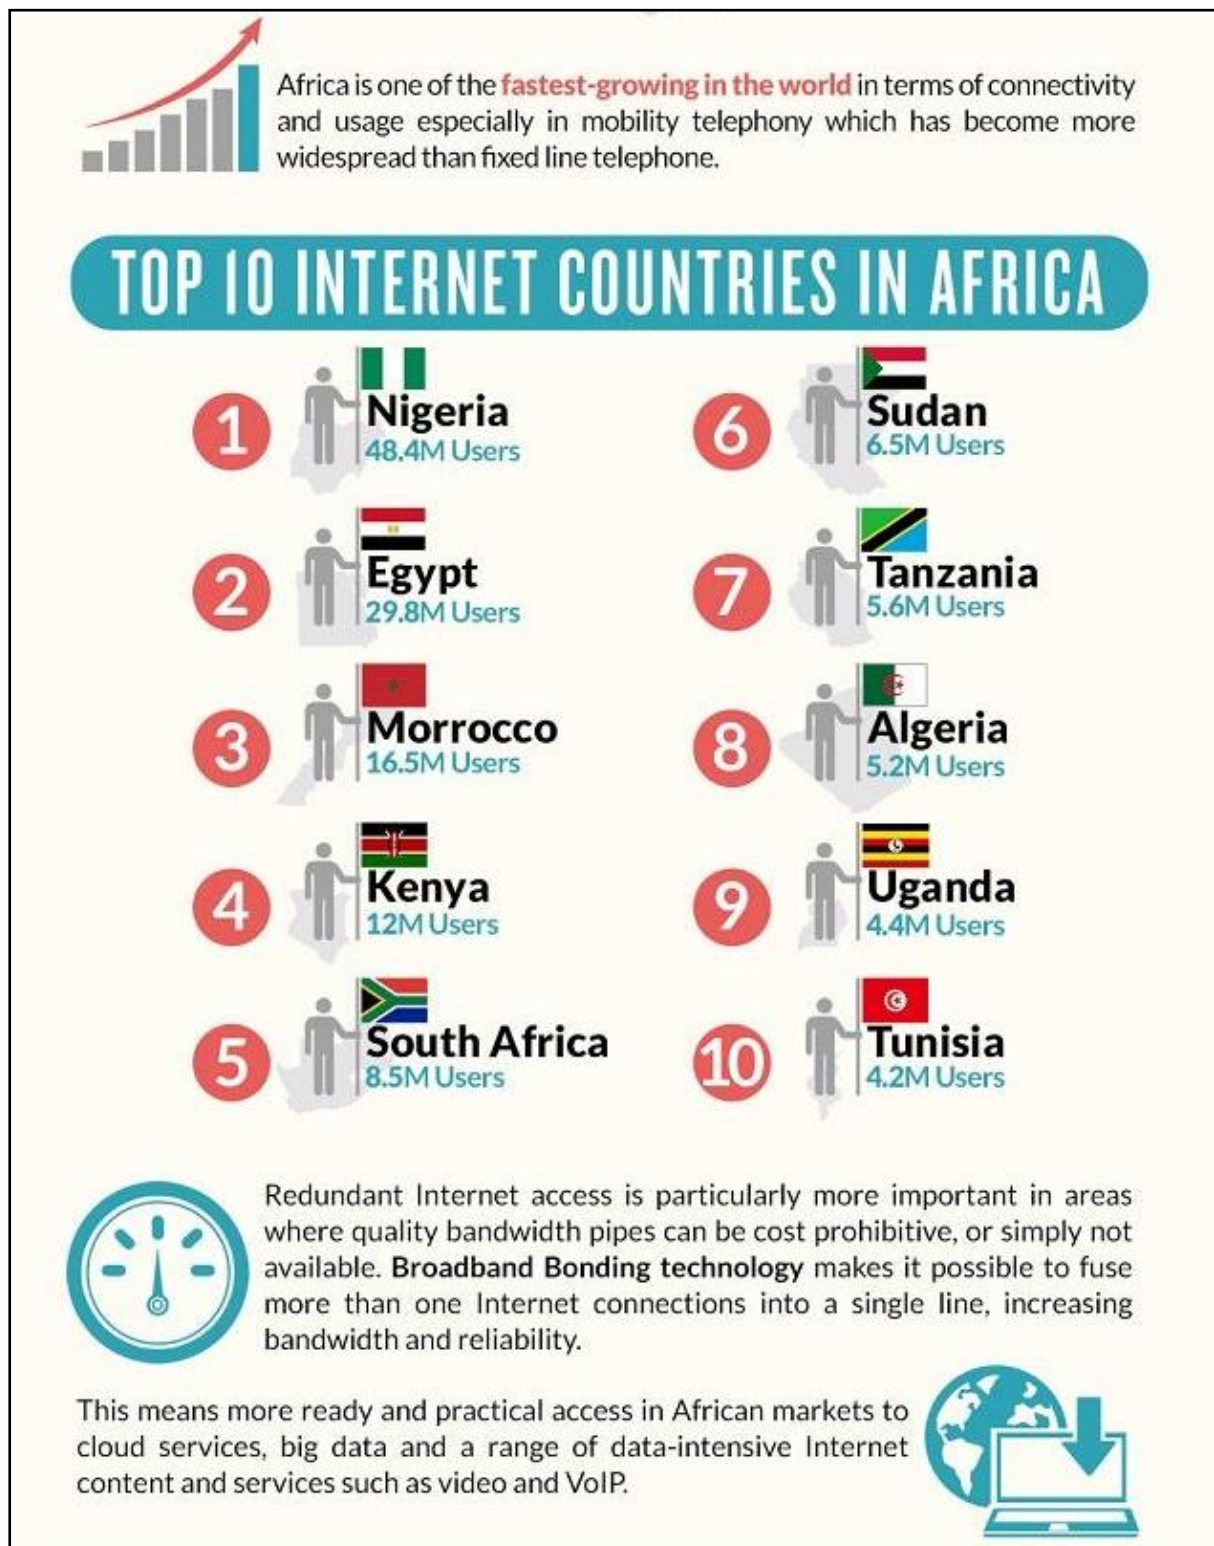 Africa is one of the fastest-growing in the world in terms of connectivity
and usage especially in mobility telephony which has become more
widespread than fixed line telephone.
TOP 10 INTERNET COUNTRIES IN AFRICA
1
Nigeria
48.4M Users
2
Egypt
29.8M Users
3
Morrocco
16.5M Users
4
Kenya
12M Users
5
South Africa
8.5M Users
6
Sudan
6.5M Users
7
Tanzania
5.6M Users
8
Algeria
5.2M Users
9
Uganda
4.4M Users
10
Tunisia
4.2M Users
Redundant Internet access is particularly more important in areas
where quality bandwidth pipes can be cost prohibitive, or simply not
available. Broadband Bonding technology makes it possible to fuse
more than one Internet connections into a single line, increasing
bandwidth and reliability.
This means more ready and practical access in African markets to
cloud services, big data and a range of data-intensive Internet
content and services such as video and VoIP.